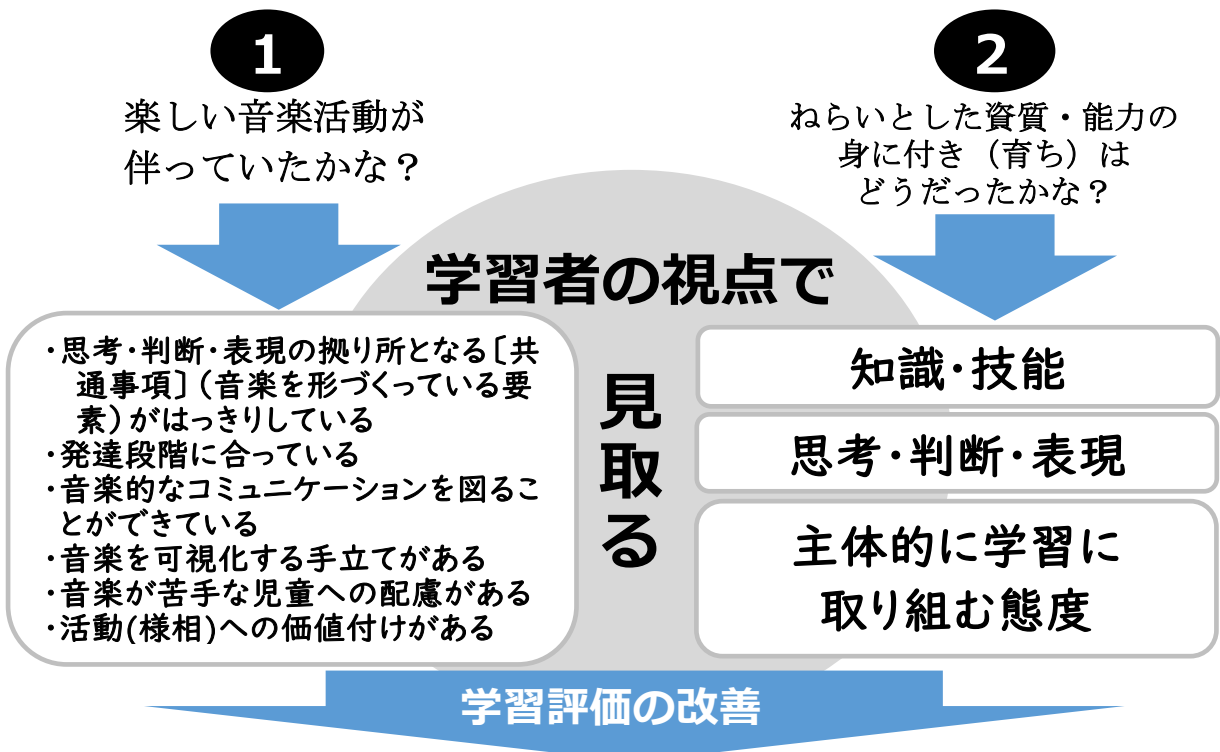 1
楽しい音楽活動が
伴っていたかな？
2
ねらいとした資質・能力の
身に付き（育ち）は
どうだったかな？
学習者の視点で
見取る
・思考・判断・表現の拠り所となる〔共
通事項〕（音楽を形づくっている要
素）がはっきりしている
・発達段階に合っている
・音楽的なコミュニケーションを図るこ
とができている
・音楽を可視化する手立てがある
・音楽が苦手な児童への配慮がある
・活動(様相)への価値付けがある
知識・技能
思考・判断・表現
主体的に学習に
取り組む態度
学習評価の改善